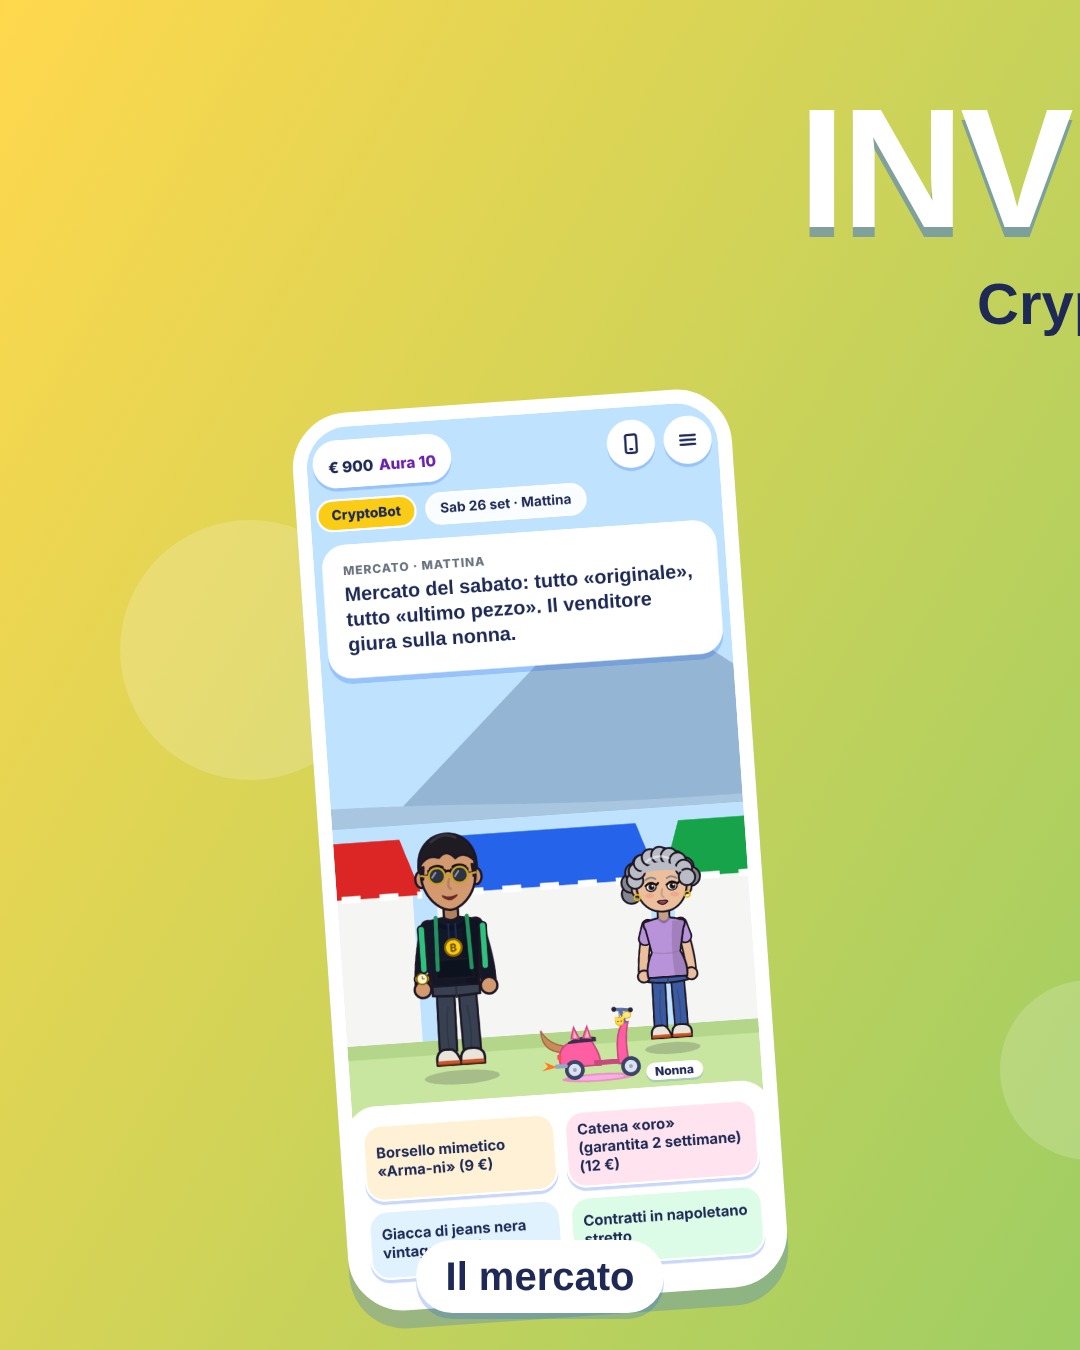 INV
Cryp
€ 900 Aura 10
CryptoBot
Sab 26 set · Mattina
MERCATO · MATTINA
Mercato del sabato: tutto «originale»,
tutto «ultimo pezzo». Il venditore
giura sulla nonna.
B
Nonna
Borsello mimetico
«Arma-ni» (9 €)
Catena «oro»
(garantita 2 settimane)
(12 €)
Giacca di jeans nera
Contratti in napoletano
stretto
Il mercato